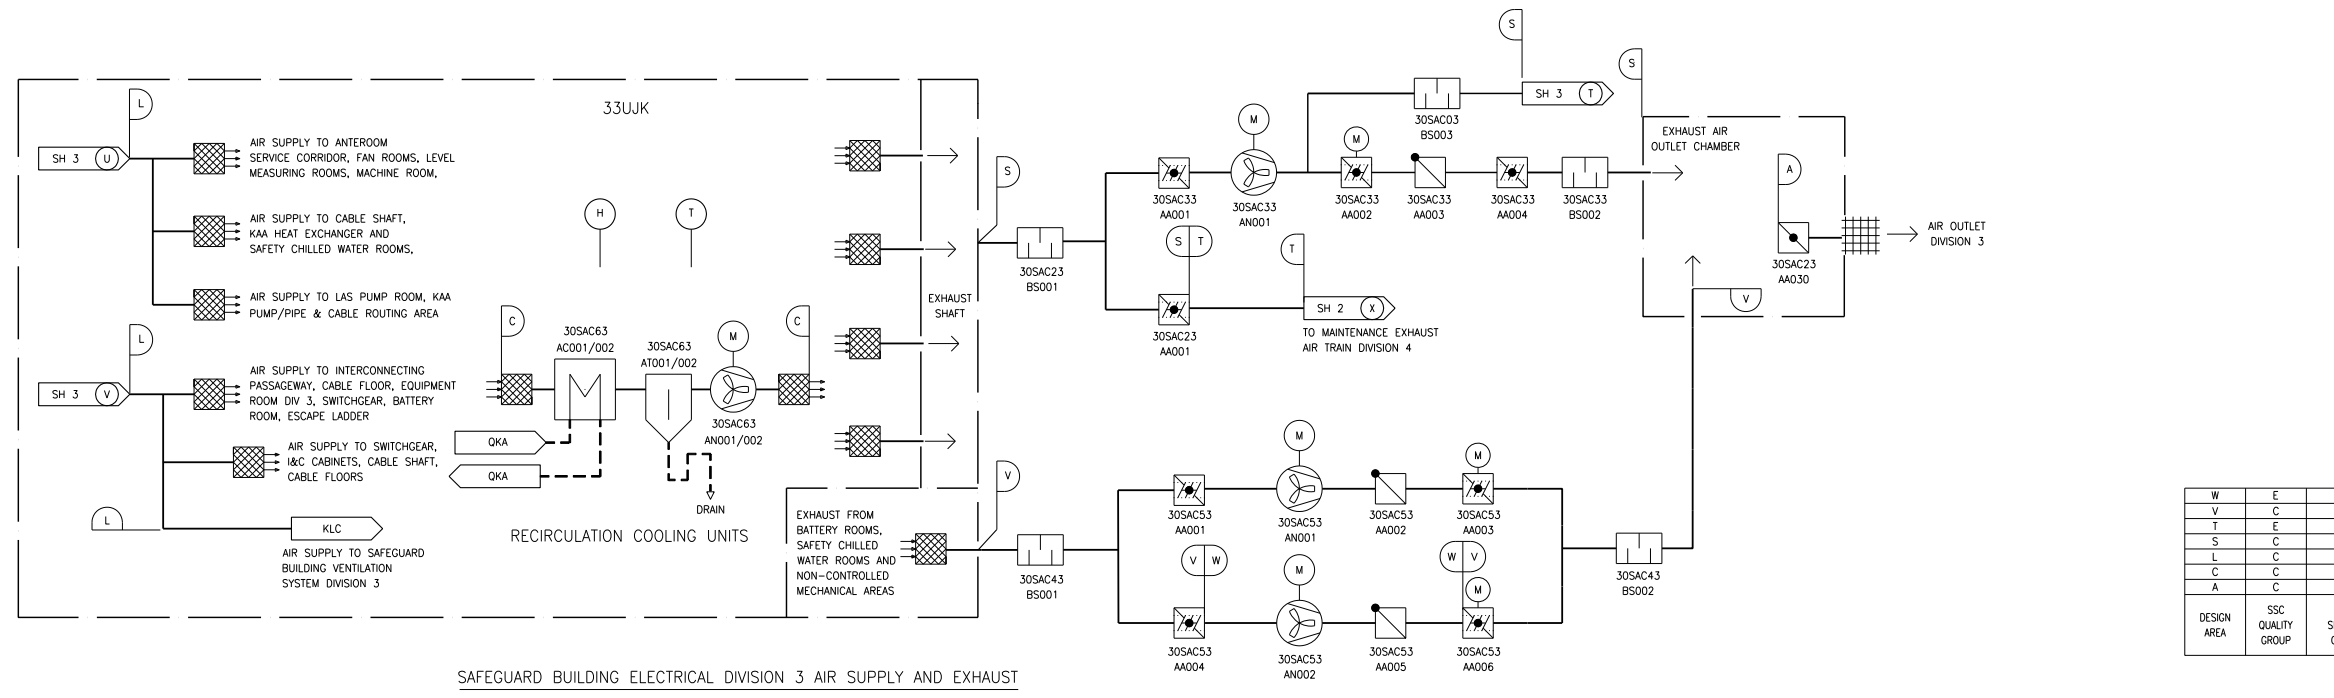 33UJK
L
SH 3 U
AIR SUPPLY TO ANTEROOM
SERVICE CORRIDOR, FAN ROOMS, LEVEL
MEASURING ROOMS, MACHINE ROOM,
AIR SUPPLY TO CABLE SHAFT,
KAA HEAT EXCHANGER AND
SAFETY CHILLED WATER ROOMS,
AIR SUPPLY TO LAS PUMP ROOM, KAA
PUMP/PIPE & CABLE ROUTING AREA
L
SH 3 V
AIR SUPPLY TO INTERCONNECTING
PASSAGEWAY, CABLE FLOOR, EQUIPMENT
ROOM DIV 3, SWITCHGEAR, BATTERY
ROOM, ESCAPE LADDER
AIR SUPPLY TO SWITCHGEAR,
I&C CABINETS, CABLE SHAFT,
CABLE FLOORS
L
KLC
AIR SUPPLY TO SAFEGUARD
BUILDING VENTILATION
SYSTEM DIVISION 3
H
T
C
30SAC63
AC001/002
30SAC63
AT001/002
M
30SAC63
AN001/002
C
QKA
QKA
DRAIN
RECIRCULATION COOLING UNITS
EXHAUST
SHAFT
EXHAUST FROM
BATTERY ROOMS,
SAFETY CHILLED
WATER ROOMS AND
NON-CONTROLLED
MECHANICAL AREAS
S
30SAC23
BS001
30SAC33
AA001
M
30SAC33
AN001
30SAC03
BS003
S
SH 3 T
M
30SAC33
AA002
30SAC33
AA003
30SAC33
AA004
30SAC33
BS002
S T
30SAC23
AA001
T
SH 2 X
TO MAINTENANCE EXHAUST
AIR TRAIN DIVISION 4
S
EXHAUST AIR
OUTLET CHAMBER
A
30SAC23
AA030
AIR OUTLET
DIVISION 3
V
V
30SAC43
BS001
30SAC53
AA001
M
30SAC53
AN001
30SAC53
AA002
M
30SAC53
AA003
V W
30SAC53
AA004
M
30SAC53
AN002
30SAC53
AA005
W V
M
30SAC53
AA006
30SAC43
BS002
W E
V C
T E
S C
L C
C C
A C
DESIGN
AREA
SSC
QUALITY
GROUP
SAFEGUARD BUILDING ELECTRICAL DIVISION 3 AIR SUPPLY AND EXHAUST